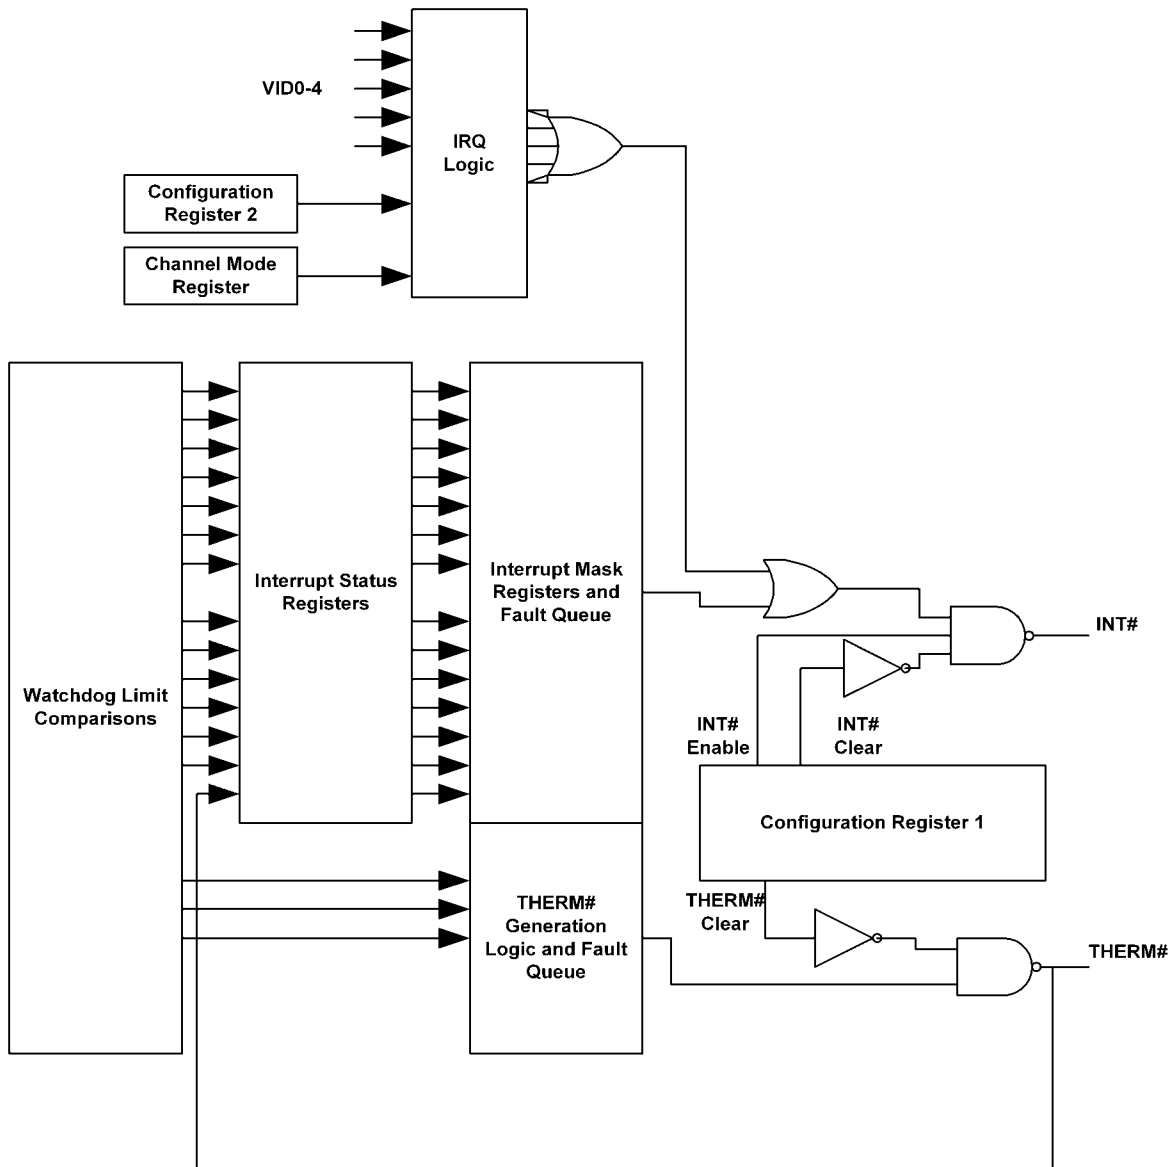 VID0-4
IRQ
Logic
Configuration
Register 2
Channel Mode
Register
Watchdog Limit
Comparisons
Interrupt Status
Registers
Interrupt Mask
Registers and
Fault Queue
INT#
INT#
Enable
INT#
Clear
Configuration Register 1
THERM#
Generation
Logic and Fault
Queue
THERM#
Clear
THERM#